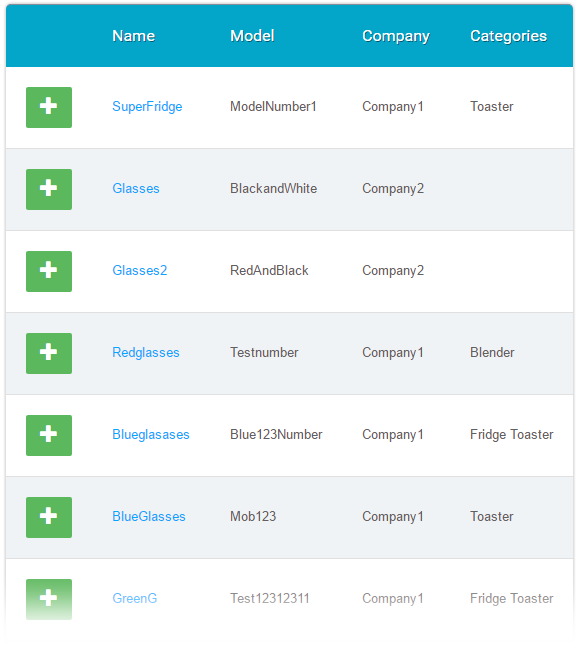 Name Model Company Categories
SuperFridge ModelNumber1 Company1 Toaster
Glasses BlackandWhite Company2
Glasses2 RedAndBlack Company2
Redglasses Testnumber Company1 Blender
Blueglasases Blue123Number Company1 Fridge Toaster
BlueGlasses Mob123 Company1 Toaster
GreenG Test12312311 Company1 Fridge Toaster